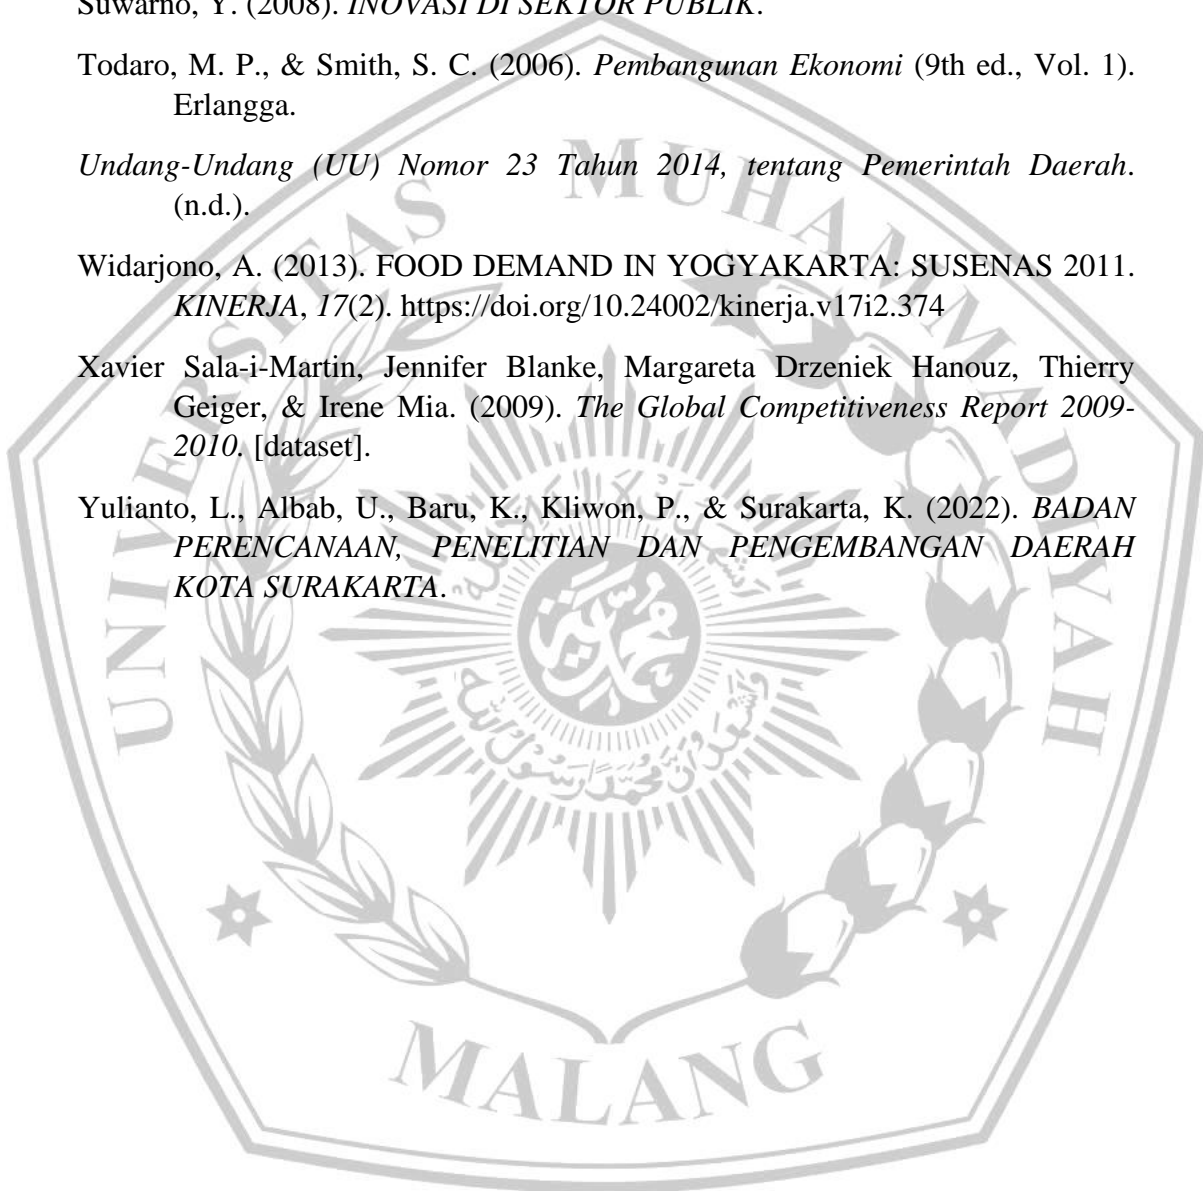 Suwarno, Y. (2008). INOVASI DI SEKTOR PUBLIK.
Todaro, M. P., & Smith, S. C. (2006). Pembangunan Ekonomi (9th ed., Vol. 1).
Erlangga.
Undang-Undang (UU) Nomor 23 Tahun 2014, tentang Pemerintah Daerah.
(n.d.).
Widarjono, A. (2013). FOOD DEMAND IN YOGYAKARTA: SUSENAS 2011.
KINERJA, 17(2). https://doi.org/10.24002/kinerja.v17i2.374
Xavier Sala-i-Martin, Jennifer Blanke, Margareta Drzeniek Hanouz, Thierry
Geiger, & Irene Mia. (2009). The Global Competitiveness Report 2009-
2010. [dataset].
Yulianto, L., Albab, U., Baru, K., Kliwon, P., & Surakarta, K. (2022). BADAN
PERENCANAAN, PENELITIAN DAN PENGEMBANGAN DAERAH
KOTA SURAKARTA.
UNIVERSITAS MUHAMMADIYAH
MALANG